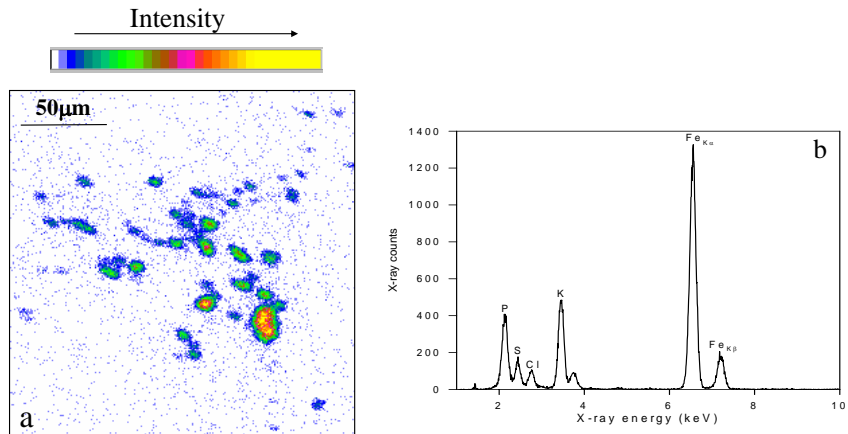 Intensity
50μm
a
b
1400
1200
1000
800
600
400
200
0
X-ray counts
P
S
Cl
K
Fe Kα
Fe Kβ
2 4 6 8 10
X-ray energy (keV)